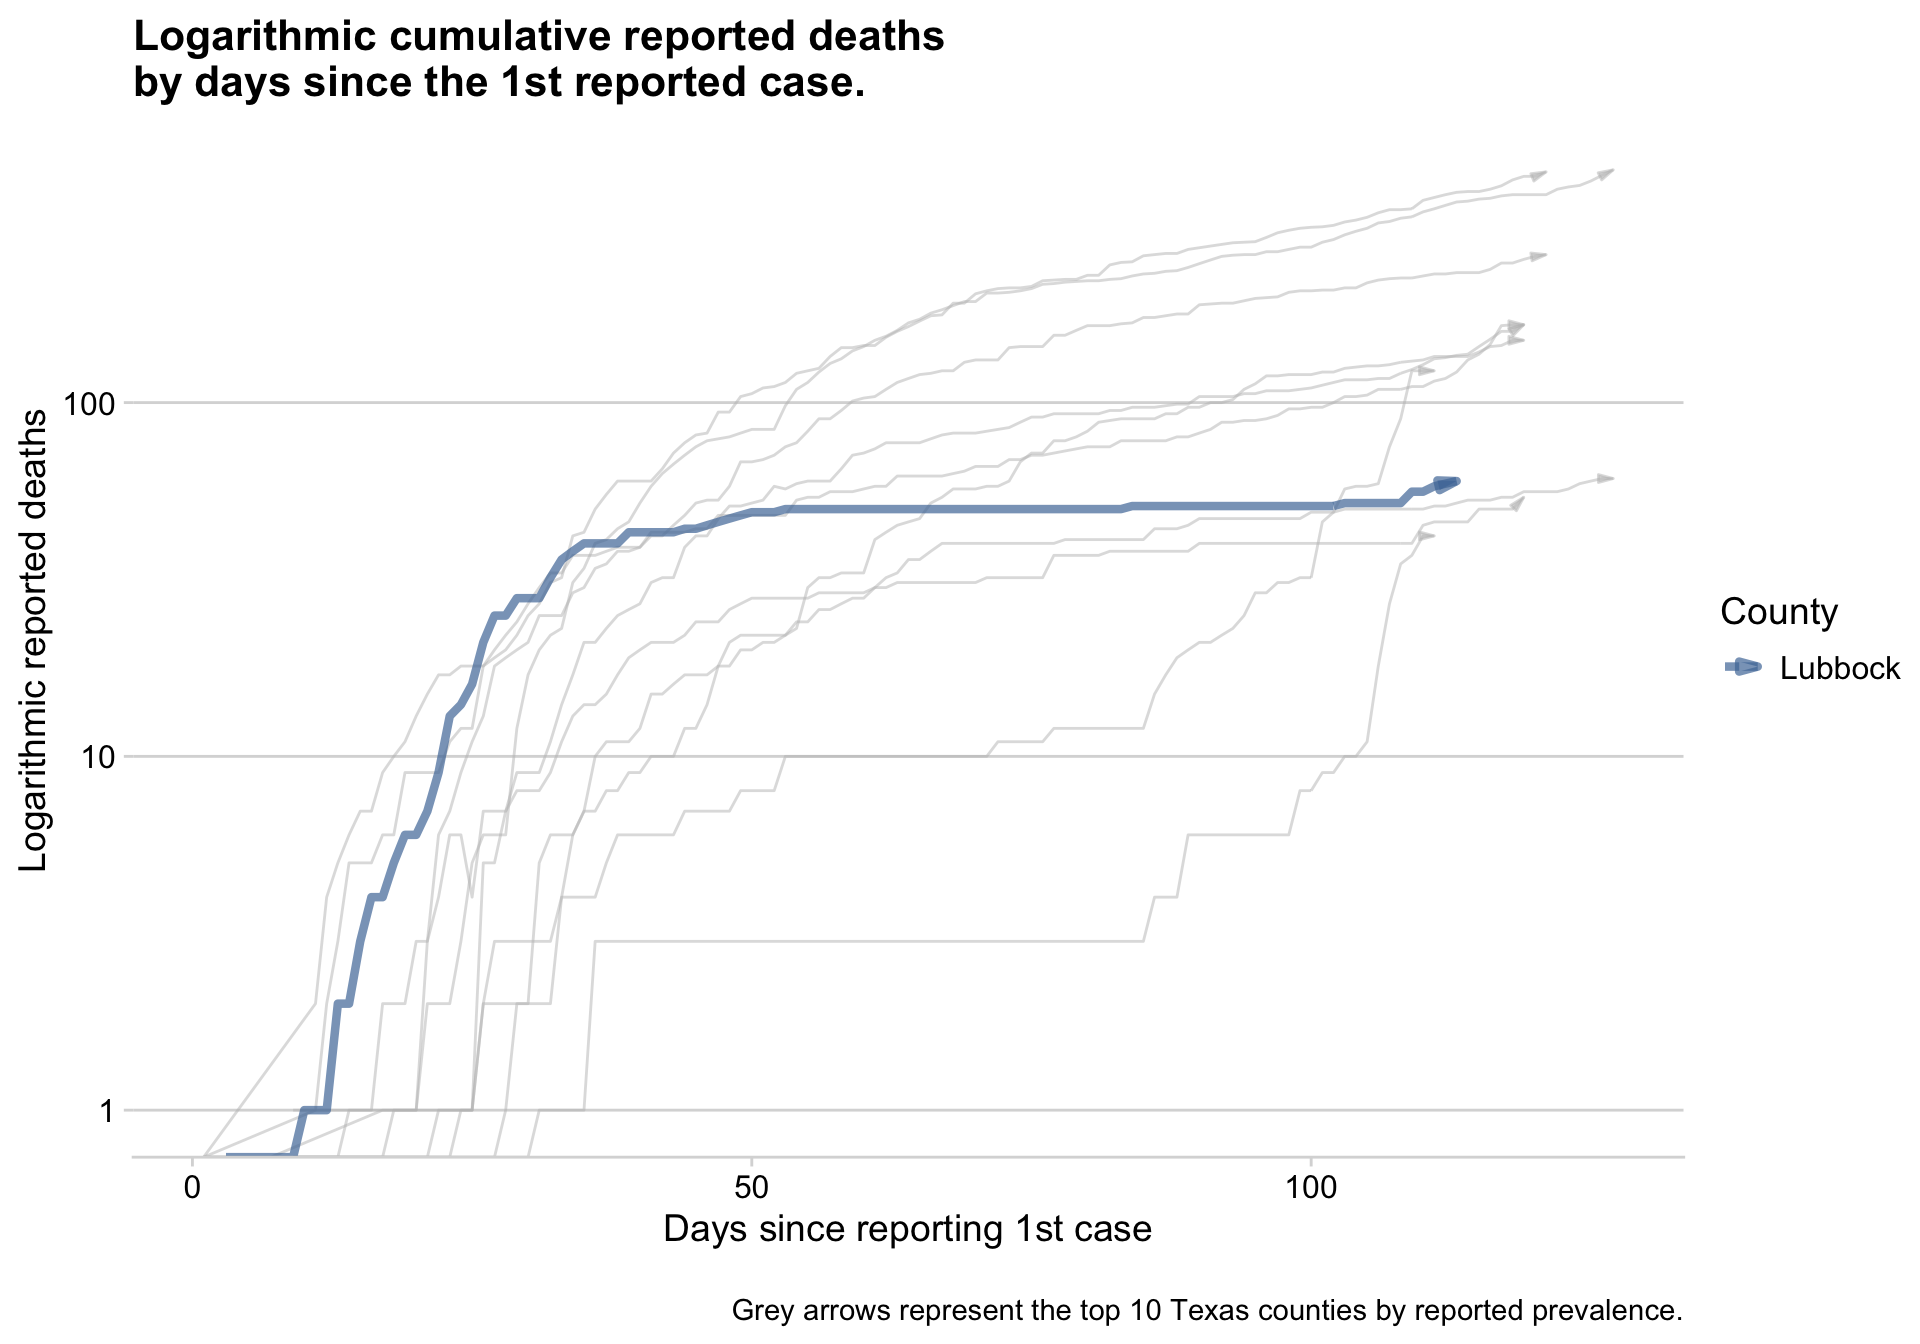 Logarithmic cumulative reported deaths
by days since the 1st reported case.
Logarithmic reported deaths
100
10
1
0
50
100
Days since reporting 1st case
County
Lubbock
Grey arrows represent the top 10 Texas counties by reported prevalence.